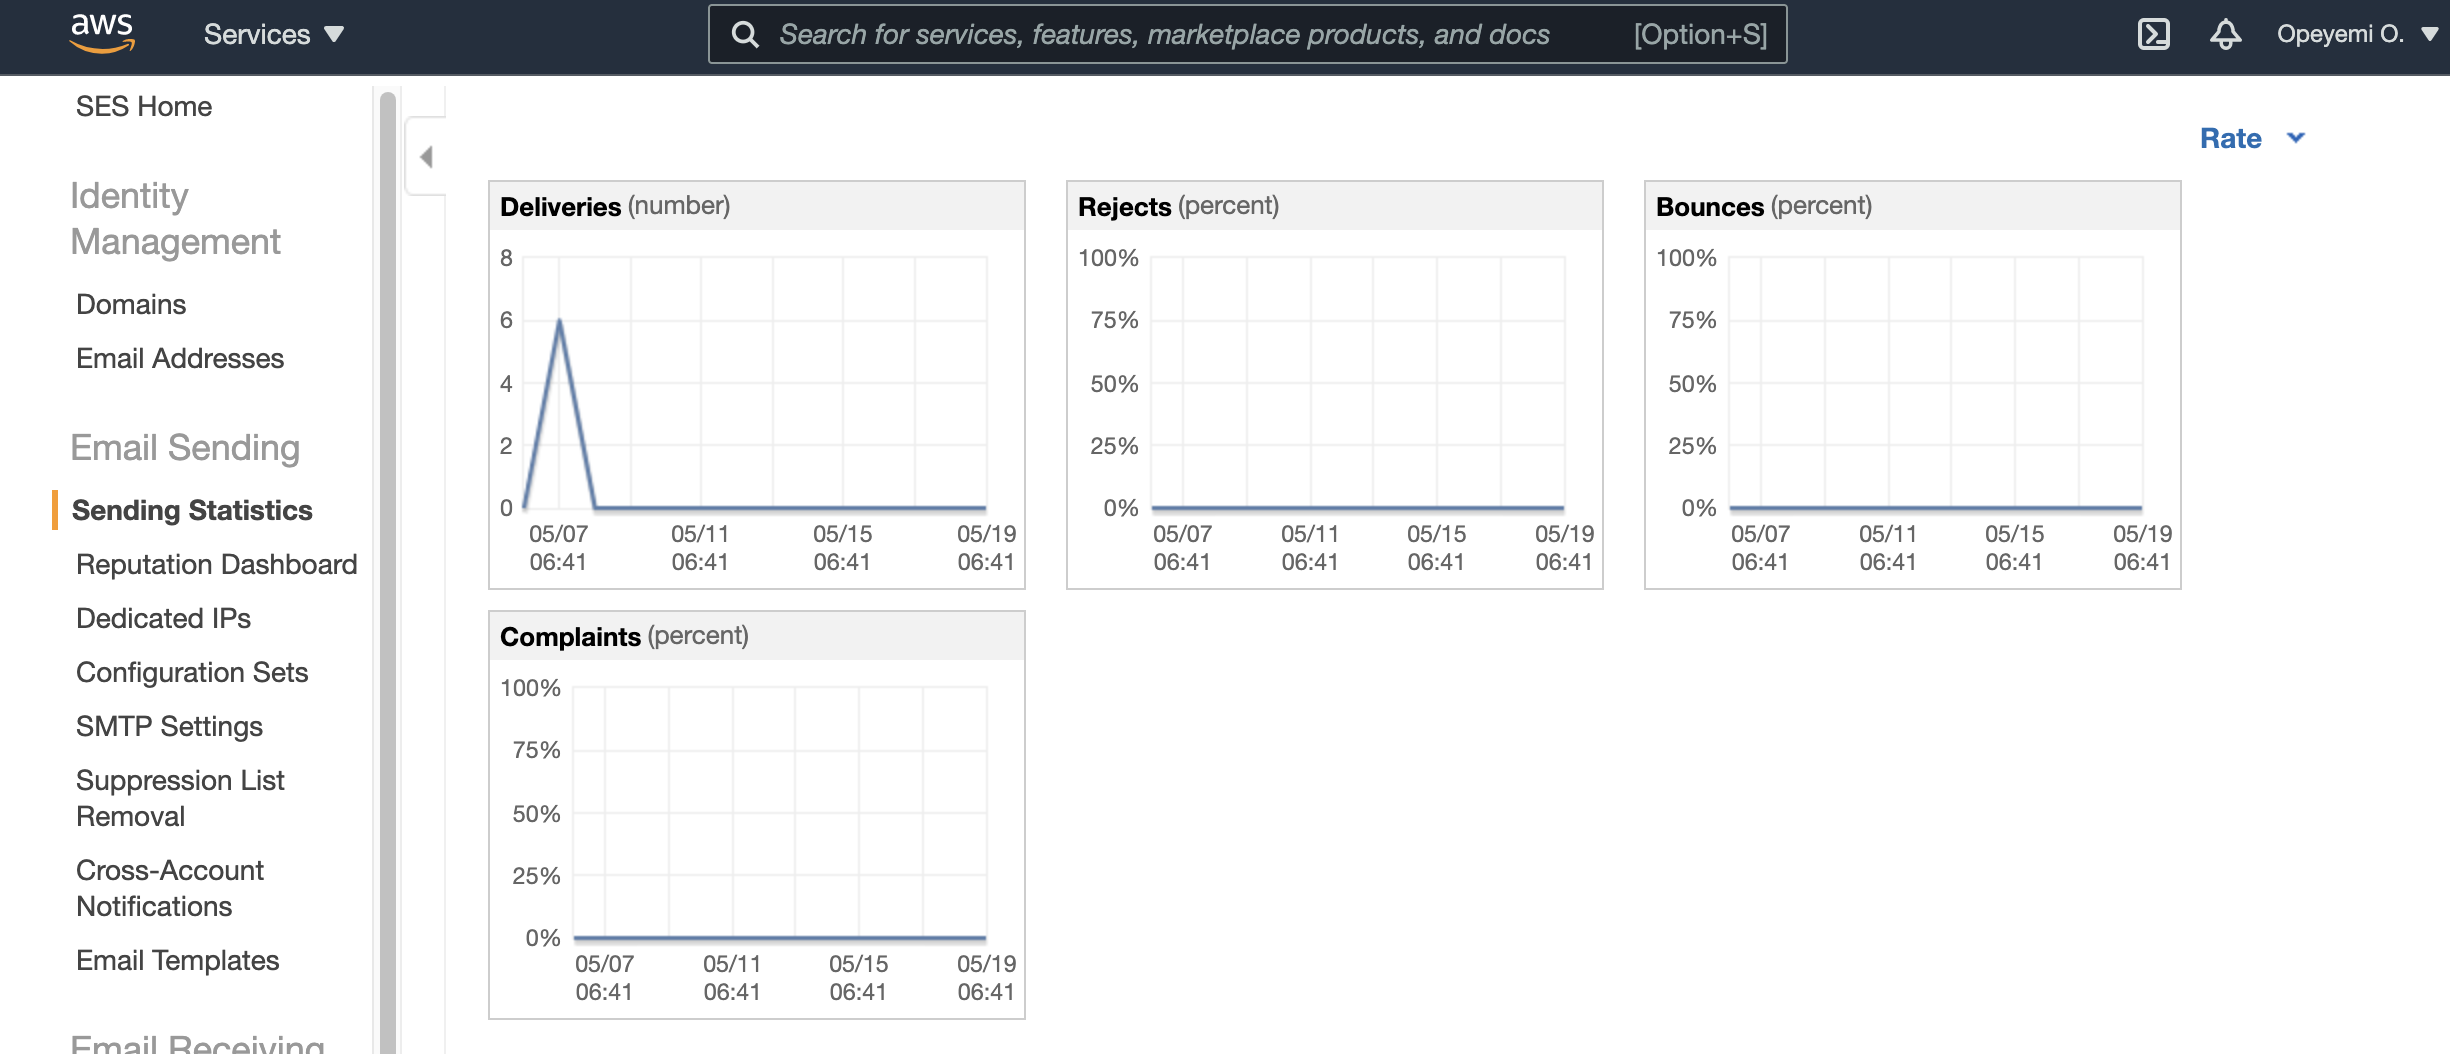 aws
Services
Search for services, features, marketplace products, and docs
[Option+S]
Opeyemi O.
SES Home
Identity
Management
Domains
Email Addresses
Email Sending
Sending Statistics
Reputation Dashboard
Dedicated IPs
Configuration Sets
SMTP Settings
Suppression List
Removal
Cross-Account
Notifications
Email Templates
Email Receiving
Rate
Deliveries (number)
8
6
4
2
0
05/07 05/11 05/15 05/19
06:41 06:41 06:41 06:41
Rejects (percent)
100%
75%
50%
25%
0%
05/07 05/11 05/15 05/19
06:41 06:41 06:41 06:41
Bounces (percent)
100%
75%
50%
25%
0%
05/07 05/11 05/15 05/19
06:41 06:41 06:41 06:41
Complaints (percent)
100%
75%
50%
25%
0%
05/07 05/11 05/15 05/19
06:41 06:41 06:41 06:41